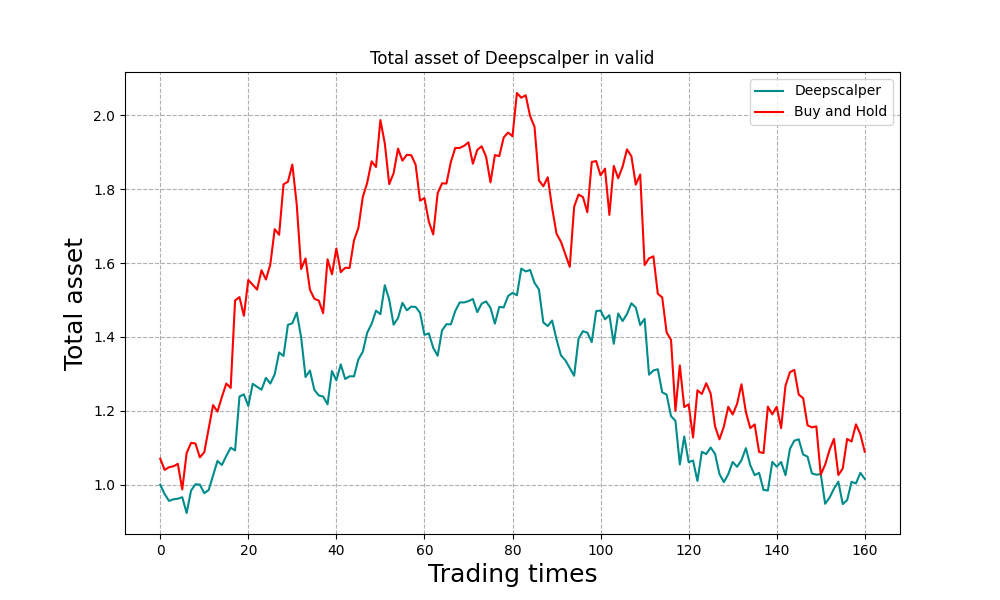 Total asset of Deepscalper in valid
Deepscalper
Buy and Hold
2.0
1.8
1.6
1.4
1.2
1.0
Total asset
0 20 40 60 80 100 120 140 160
Trading times